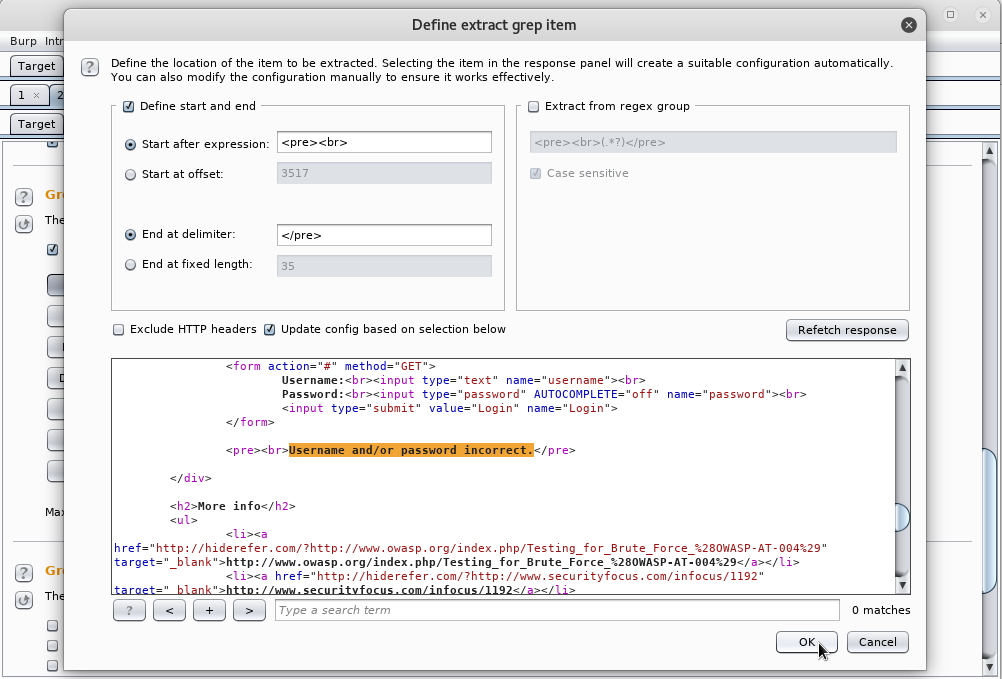 Define extract grep item
Burp Intr
Target
1 × 2
Target
Define the location of the item to be extracted. Selecting the item in the response panel will create a suitable configuration automatically.
You can also modify the configuration manually to ensure it works effectively.
Define start and end
Start after expression: <pre><br>
Start at offset: 3517
End at delimiter: </pre>
End at fixed length: 35
Extract from regex group
<pre><br>(.*?)</pre>
Case sensitive
Exclude HTTP headers
Update config based on selection below
Refetch response
<form action="#" method="GET">
Username:<br><input type="text" name="username"><br>
Password:<br><input type="password" AUTOCOMPLETE="off" name="password"><br>
<input type="submit" value="Login" name="Login">
</form>
<pre><br>Username and/or password incorrect.</pre>
</div>
<h2>More info</h2>
<ul>
<li><a
href="http://hiderefer.com/?http://www.owasp.org/index.php/Testing_for_Brute_Force_%28OWASP-AT-004%29"
target="_blank">http://www.owasp.org/index.php/Testing_for_Brute_Force_%28OWASP-AT-004%29</a></li>
<li><a href="http://hiderefer.com/?http://www.securityfocus.com/infocus/1192"
target="_blank">http://www.securityfocus.com/infocus/1192</a></li>
? < + > Type a search term 0 matches
OK Cancel
? Gr
The
D
Max
? Gr
The